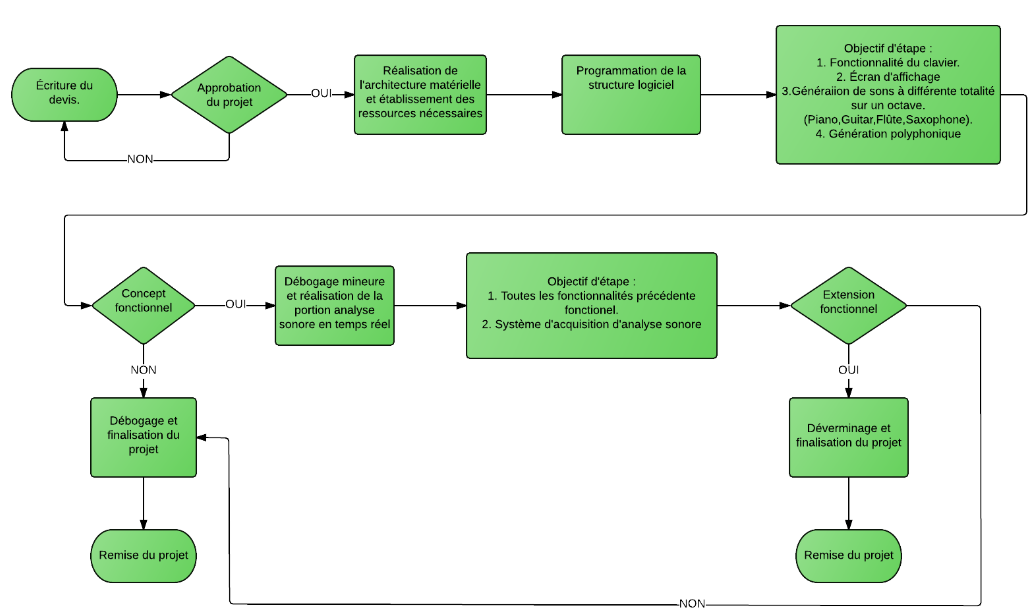 Écriture du
devis.
Approbation
du projet
OUI
NON
Réalisation de
l'architecture matérielle
et établissement des
ressources nécessaires
Programmation de la
structure logiciel
Objectif d'étape :
1. Fonctionnalité du clavier.
2. Écran d'affichage
3.Généraiion de sons à différente totalité
sur un octave.
(Piano,Guitar,Flûte,Saxophone).
4. Génération polyphonique
Concept
fonctionnel
OUI
NON
Débogage mineure
et réalisation de la
portion analyse
sonore en temps réel
Objectif d'étape :
1. Toutes les fonctionnalités précédente
fonctionel.
2. Système d'acquisition d'analyse sonore
Extension
fonctionnel
OUI
Débogage et
finalisation du
projet
Déverminage et
finalisation du projet
Remise du projet
Remise du projet
NON